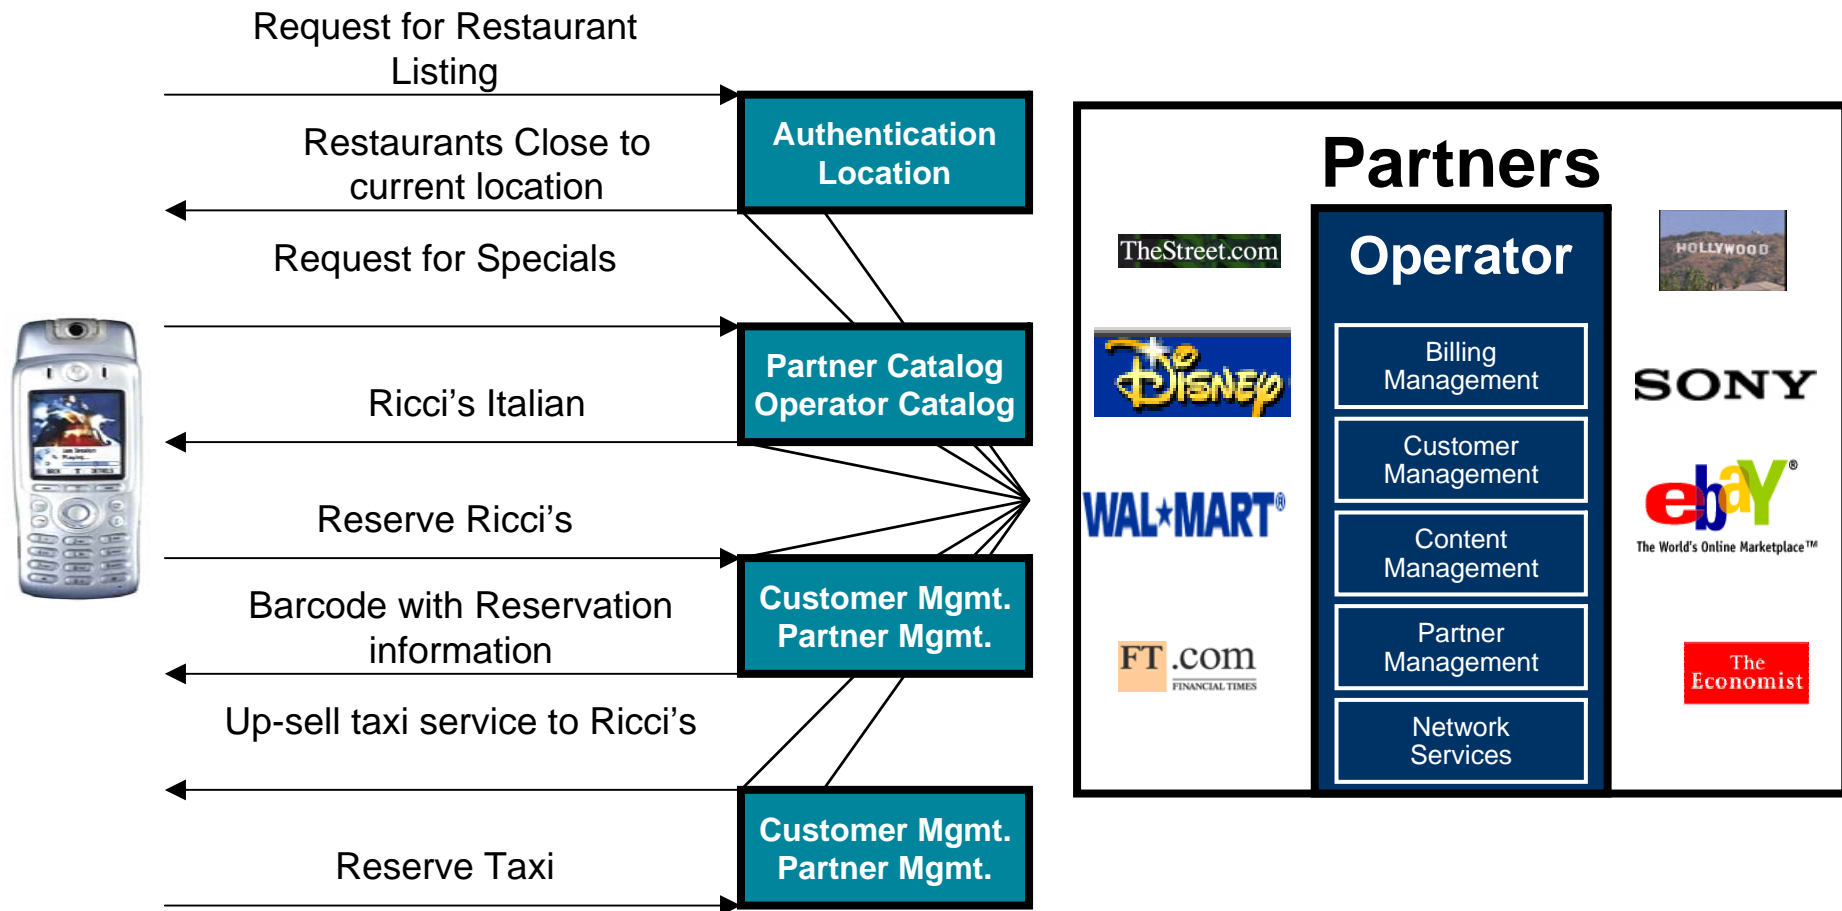 Request for Restaurant
Listing
Restaurants Close to
current location
Request for Specials
Ricci's Italian
Reserve Ricci's
Barcode with Reservation
information
Up-sell taxi service to Ricci's
Reserve Taxi
Authentication
Location
Partner Catalog
Operator Catalog
Customer Mgmt.
Partner Mgmt.
Customer Mgmt.
Partner Mgmt.
Partners
TheStreet.com
Disney
WAL★MART®
FT.com
FINANCIAL TIMES
Operator
Billing
Management
Customer
Management
Content
Management
Partner
Management
Network
Services
HOLLYWOOD
SONY
ebaY®
The World's Online Marketplace™
The
Economist